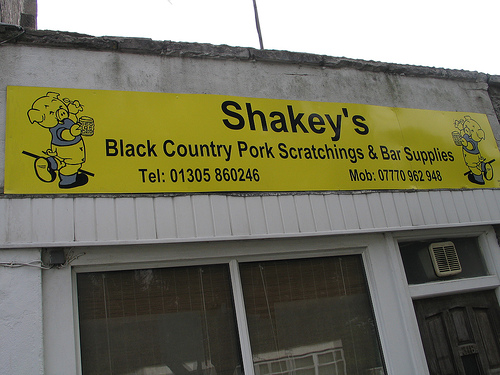 Shakey's
Black Country Pork Scratchings & Bar Supplies
Tel: 01305 860246 Mob: 07770 962 948